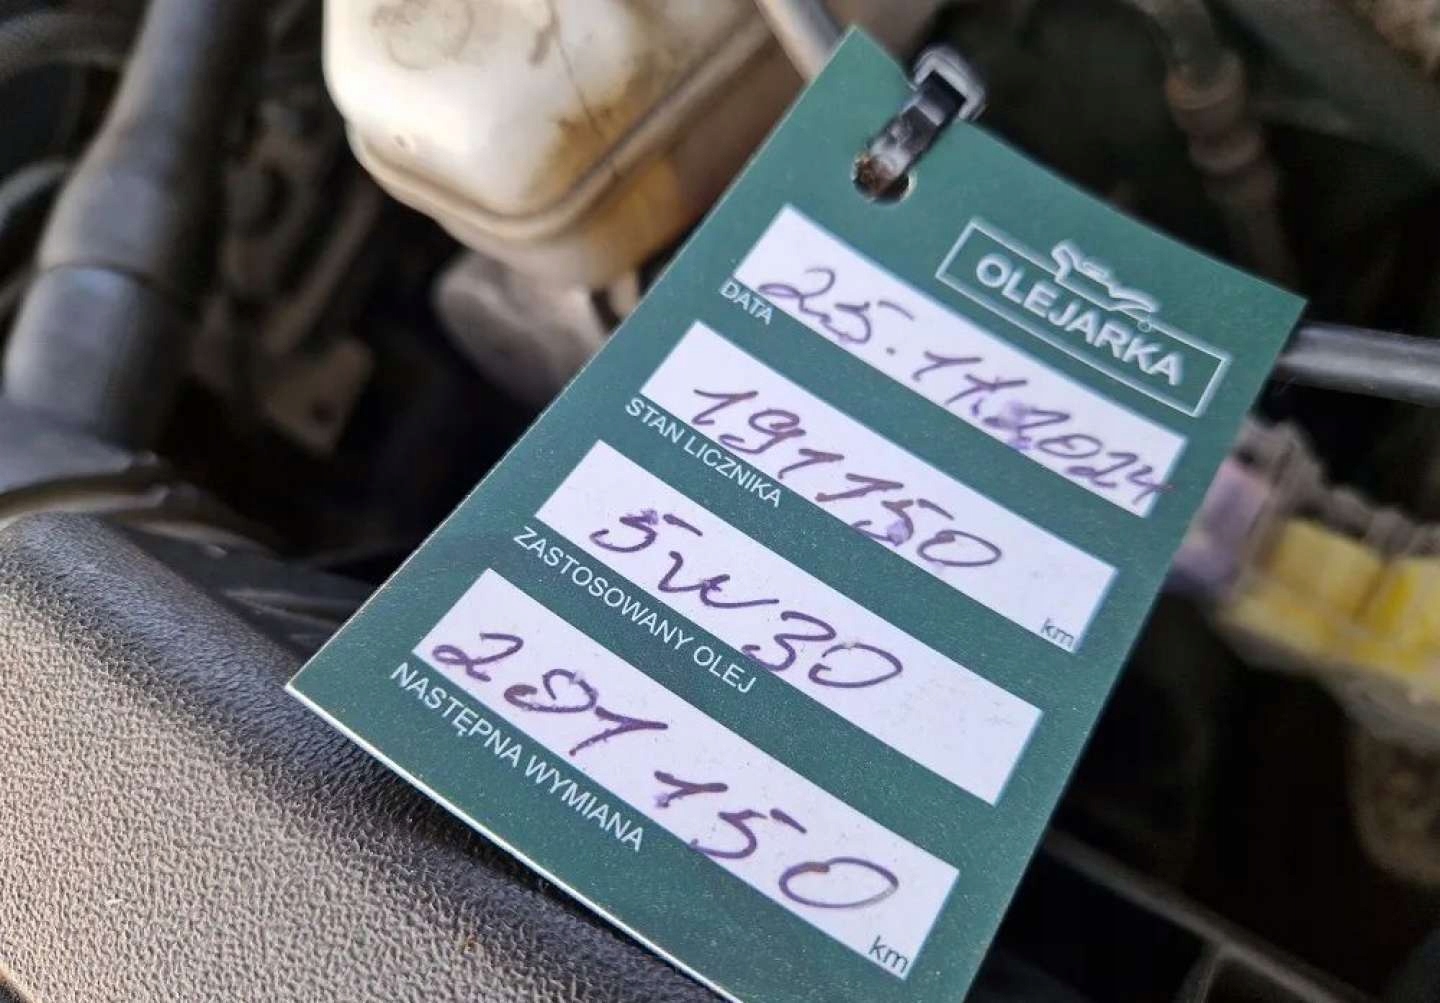 OLEJARKA
25.11.2024
DATA
191150
km
STAN LICZNIKA
5w30
ZASTOSOWANY OLEJ
201150
km
NASTĘPNA WYMIANA